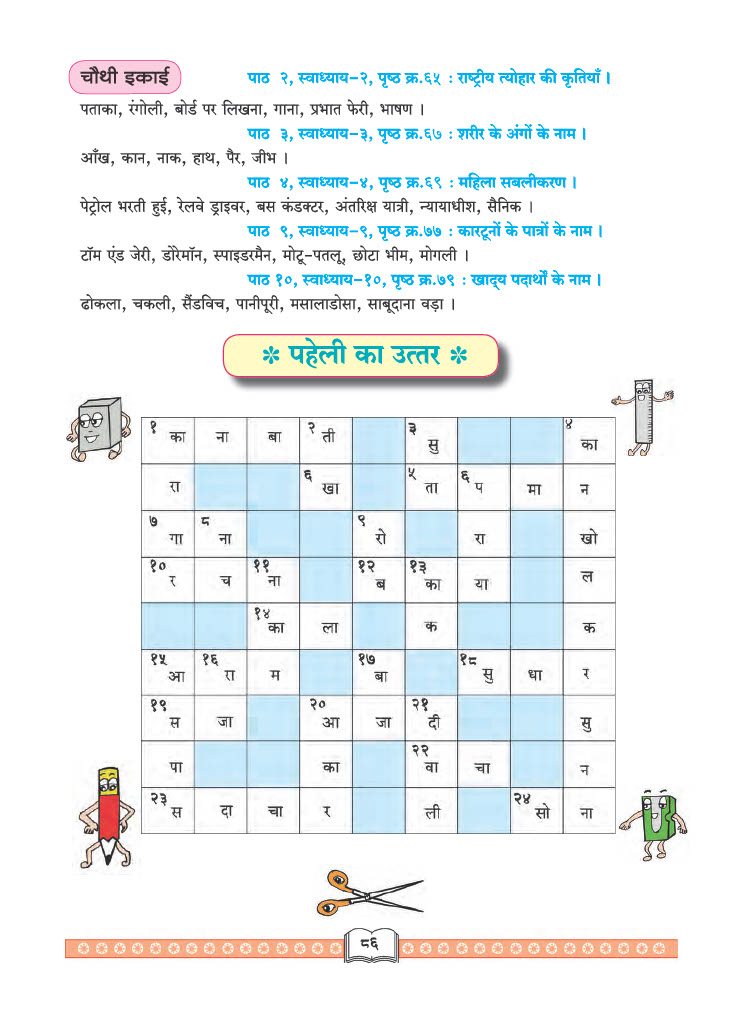 चौथी इकाई
पाठ २, स्वाध्याय–२, पृष्ठ क्र.६५ : राष्ट्रीय त्योहार की कृतियाँ ।
पताका, रंगोली, बोर्ड पर लिखना, गाना, प्रभात फेरी, भाषण ।
पाठ ३, स्वाध्याय–३, पृष्ठ क्र.६७ : शरीर के अंगों के नाम ।
आँख, कान, नाक, हाथ, पैर, जीभ ।
पाठ ४, स्वाध्याय–४, पृष्ठ क्र.६९ : महिला सबलीकरण ।
पेट्रोल भरती हुई, रेलवे ड्राइवर, बस कंडक्टर, अंतरिक्ष यात्री, न्यायाधीश, सैनिक ।
पाठ ९, स्वाध्याय–९, पृष्ठ क्र.७७ : कारटूनों के पात्रों के नाम ।
टॉम एंड जेरी, डोरेमॉन, स्पाइडरमैन, मोटू–पतलू, छोटा भीम, मोगली ।
पाठ १०, स्वाध्याय–१०, पृष्ठ क्र.७९ : खाद्य पदार्थों के नाम ।
ढोकला, चकली, सैंडविच, पानीपूरी, मसालाडोसा, साबूदाना वड़ा ।
* पहेली का उत्तर *
१ का ना बा २ ती ३ सु ४ का
रा ६ खा ५ ता ६ प मा न
७ गा ८ ना ९ रो रा खो
१० र च ११ ना १२ ब १३ का या ल
१४ का ला क क
१५ आ १६ रा म १७ बा १८ सु धा र
१९ स जा २० आ जा २१ दी सु
पा का २२ वा चा न
२३ स दा चा र ली २४ सो ना
८६